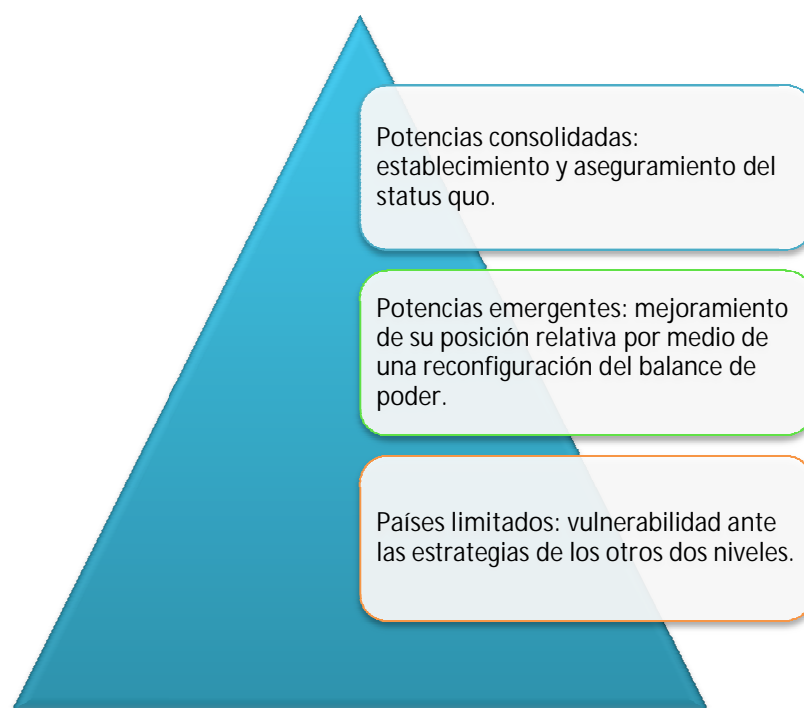 Potencias consolidadas:
establecimiento y aseguramiento del
status quo.
Potencias emergentes: mejoramiento
de su posición relativa por medio de
una reconfiguración del balance de
poder.
Países limitados: vulnerabilidad ante
las estrategias de los otros dos niveles.